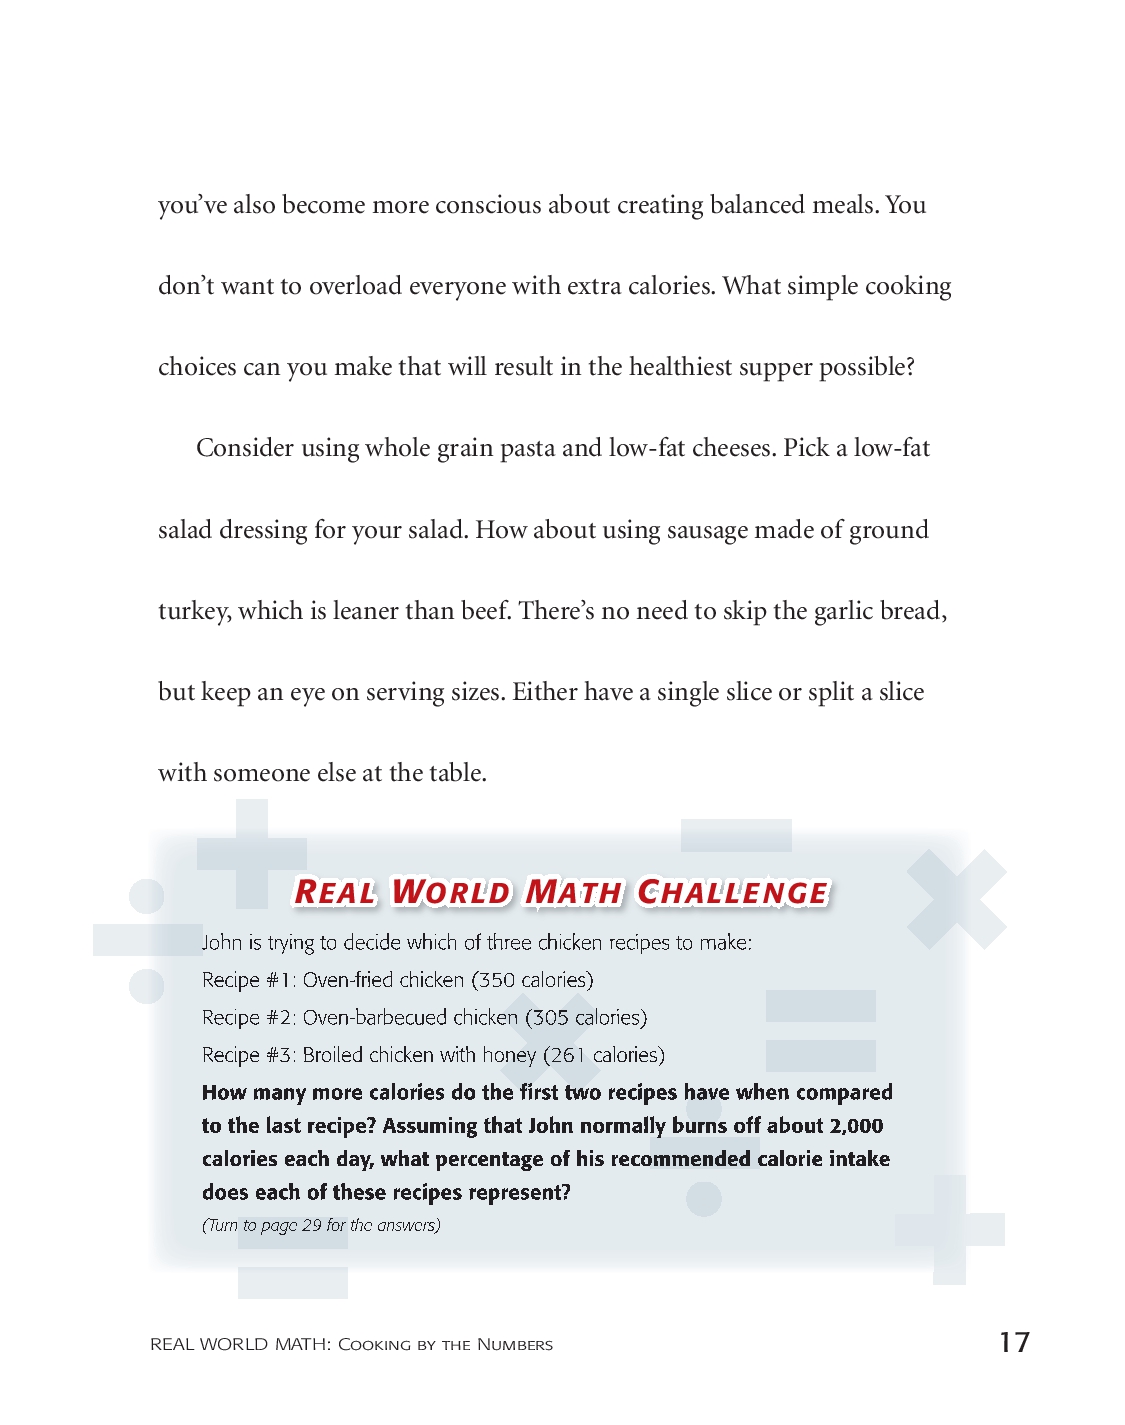 you’ve also become more conscious about creating balanced meals. You
don’t want to overload everyone with extra calories. What simple cooking
choices can you make that will result in the healthiest supper possible?
Consider using whole grain pasta and low-fat cheeses. Pick a low-fat
salad dressing for your salad. How about using sausage made of ground
turkey, which is leaner than beef. There’s no need to skip the garlic bread,
but keep an eye on serving sizes. Either have a single slice or split a slice
with someone else at the table.
REAL WORLD MATH CHALLENGE
John is trying to decide which of three chicken recipes to make:
Recipe #1: Oven-fried chicken (350 calories)
Recipe #2: Oven-barbecued chicken (305 calories)
Recipe #3: Broiled chicken with honey (261 calories)
How many more calories do the first two recipes have when compared
to the last recipe? Assuming that John normally burns off about 2,000
calories each day, what percentage of his recommended calorie intake
does each of these recipes represent?
(Turn to page 29 for the answers)
REAL WORLD MATH: COOKING BY THE NUMBERS
17